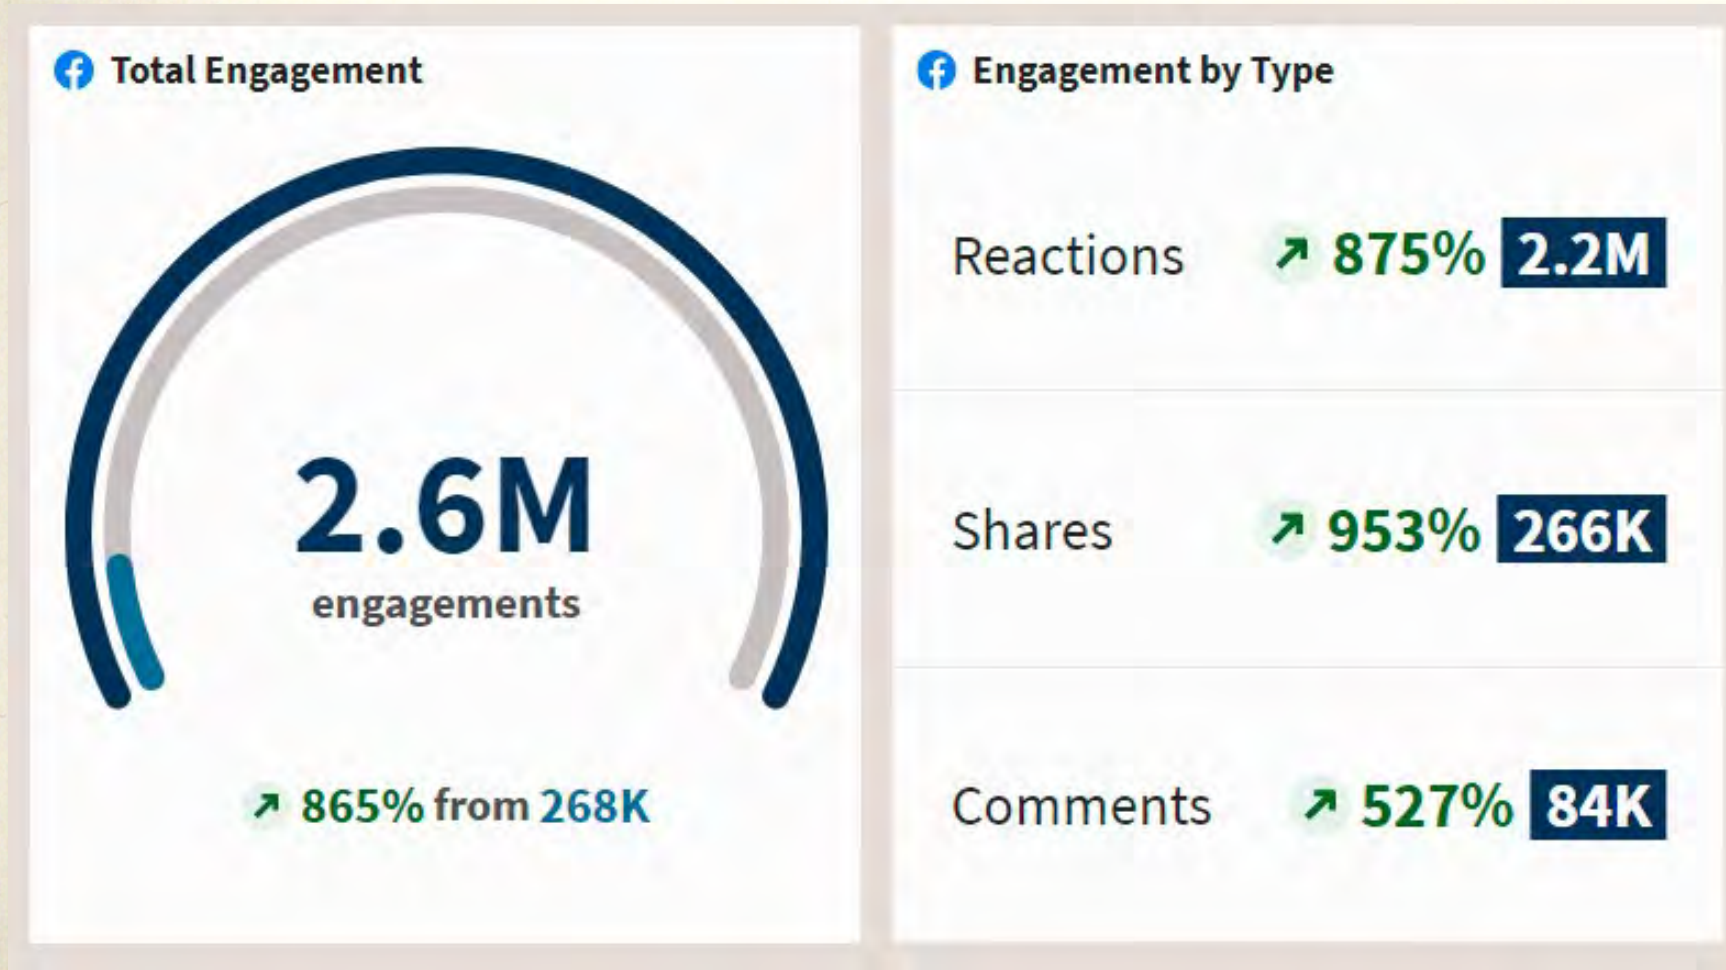 Total Engagement
2.6M
engagements
865% from 268K
Engagement by Type
Reactions 875% 2.2M
Shares 953% 266K
Comments 527% 84K